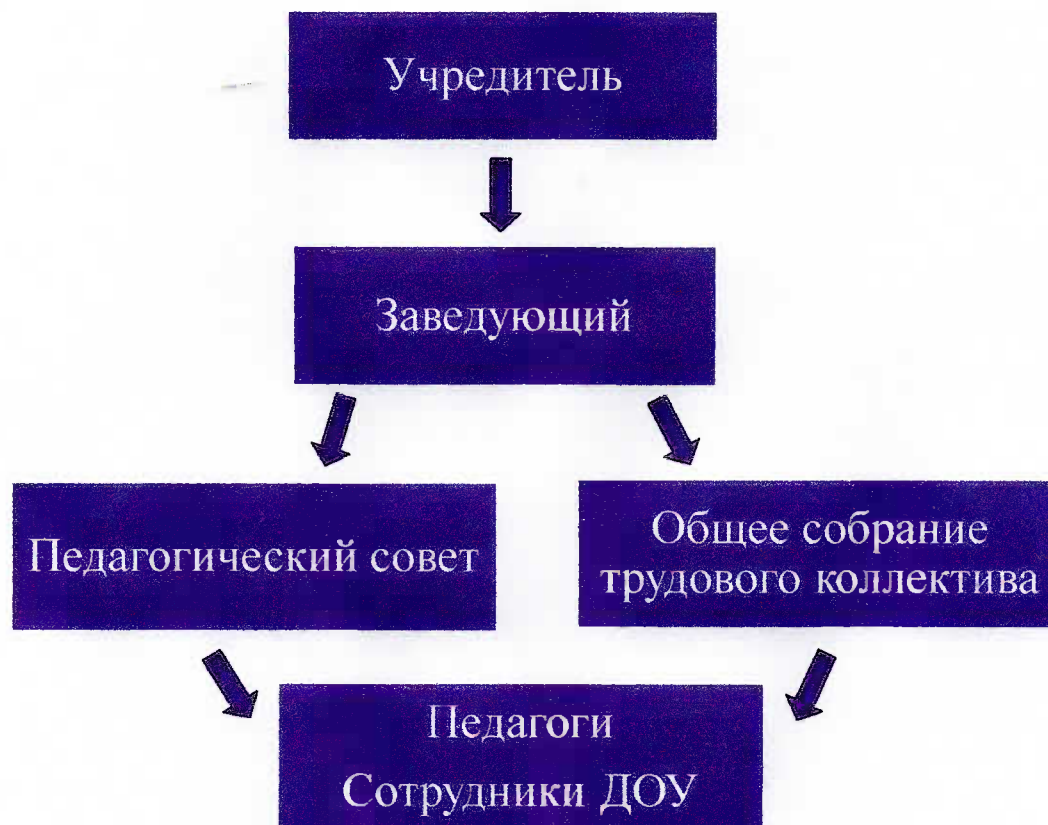 Учредитель
Заведующий
Педагогический совет
Общее собрание
трудового коллектива
Педагоги
Сотрудники ДОУ